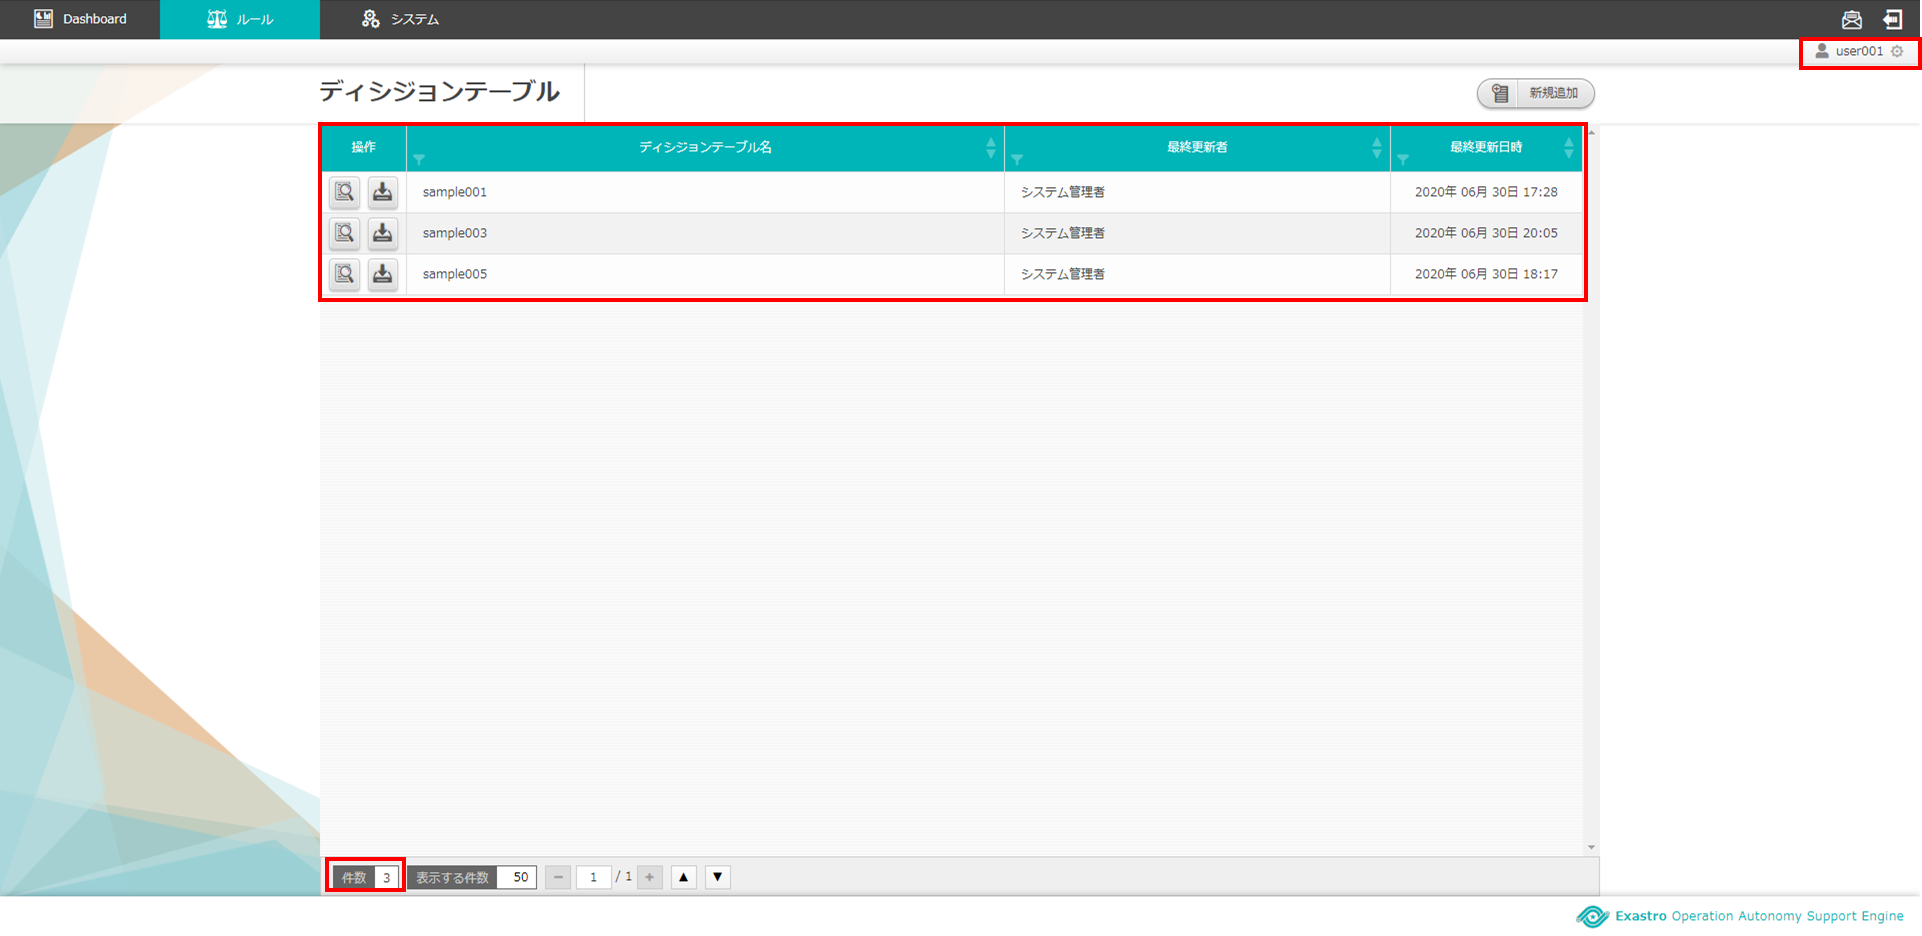 Dashboard ルール システム
user001
ディシジョンテーブル 新規追加
操作 ディシジョンテーブル名 最終更新者 最終更新日時
sample001 システム管理者 2020年 06月 30日 17:28
sample003 システム管理者 2020年 06月 30日 20:05
sample005 システム管理者 2020年 06月 30日 18:17
件数 3 表示する件数 50 − 1 / 1 + ▲ ▼
Exastro Operation Autonomy Support Engine